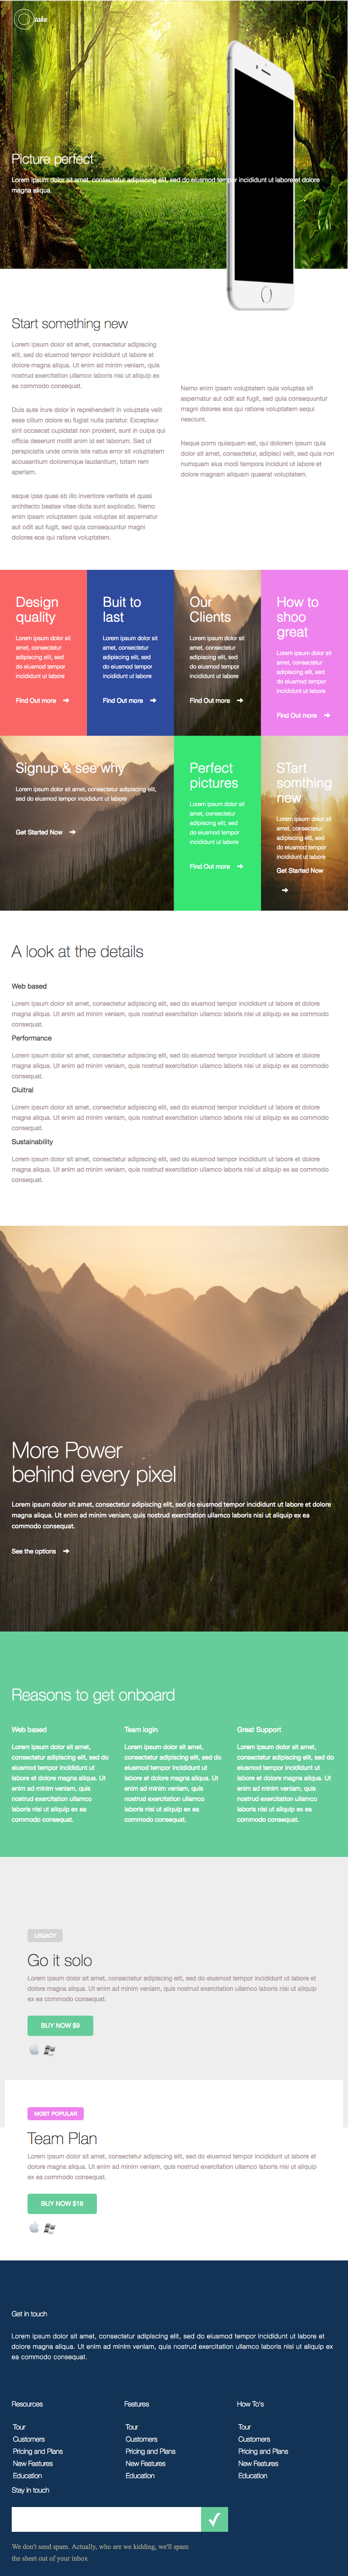 take
Picture perfect
Lorem ipsum dolor sit amet, consectetur adipiscing elit, sed do eiusmod tempor incididunt ut labore et dolore
magna aliqua.
Start something new
Lorem ipsum dolor sit amet, consectetur adipiscing
elit, sed do eiusmod tempor incididunt ut labore et
dolore magna aliqua. Ut enim ad minim veniam, quis
nostrud exercitation ullamco laboris nisi ut aliquip ex
ea commodo consequat.
Duis aute irure dolor in reprehenderit in voluptate velit
esse cillum dolore eu fugiat nulla pariatur. Excepteur
sint occaecat cupidatat non proident, sunt in culpa qui
officia deserunt mollit anim id est laborum. Sed ut
perspiciatis unde omnis iste natus error sit voluptatem
accusantium doloremque laudantium, totam rem
aperiam.
eaque ipsa quae ab illo inventore veritatis et quasi
architecto beatae vitae dicta sunt explicabo. Nemo
enim ipsam voluptatem quia voluptas sit aspernatur
aut odit aut fugit, sed quia consequuntur magni
dolores eos qui ratione voluptatem.
Nemo enim ipsam voluptatem quia voluptas sit
aspernatur aut odit aut fugit, sed quia consequuntur
magni dolores eos qui ratione voluptatem sequi
nesciunt.
Neque porro quisquam est, qui dolorem ipsum quia
dolor sit amet, consectetur, adipisci velit, sed quia non
numquam eius modi tempora incidunt ut labore et
dolore magnam aliquam quaerat voluptatem.
Design
quality
Lorem ipsum dolor sit
amet, consectetur
adipiscing elit, sed
do eiusmod tempor
incididunt ut labore
Find Out more
Buit to
last
Lorem ipsum dolor sit
amet, consectetur
adipiscing elit, sed
do eiusmod tempor
incididunt ut labore
Find Out more
Our
Clients
Lorem ipsum dolor sit
amet, consectetur
adipiscing elit, sed
do eiusmod tempor
incididunt ut labore
Find Out more
How to
shoo
great
Lorem ipsum dolor sit
amet, consectetur
adipiscing elit, sed
do eiusmod tempor
incididunt ut labore
Find Out more
Signup & see why
Lorem ipsum dolor sit amet, consectetur adipiscing elit,
sed do eiusmod tempor incididunt ut labore
Get Started Now
Perfect
pictures
Lorem ipsum dolor sit
amet, consectetur
adipiscing elit, sed
do eiusmod tempor
incididunt ut labore
Find Out more
STart
somthing
new
Lorem ipsum dolor sit
amet, consectetur
adipiscing elit, sed
do eiusmod tempor
incididunt ut labore
Get Started Now
A look at the details
Web based
Lorem ipsum dolor sit amet, consectetur adipiscing elit, sed do eiusmod tempor incididunt ut labore et dolore
magna aliqua. Ut enim ad minim veniam, quis nostrud exercitation ullamco laboris nisi ut aliquip ex ea commodo
consequat.
Performance
Lorem ipsum dolor sit amet, consectetur adipiscing elit, sed do eiusmod tempor incididunt ut labore et dolore
magna aliqua. Ut enim ad minim veniam, quis nostrud exercitation ullamco laboris nisi ut aliquip ex ea commodo
consequat.
Clultral
Lorem ipsum dolor sit amet, consectetur adipiscing elit, sed do eiusmod tempor incididunt ut labore et dolore
magna aliqua. Ut enim ad minim veniam, quis nostrud exercitation ullamco laboris nisi ut aliquip ex ea commodo
consequat.
Sustainability
Lorem ipsum dolor sit amet, consectetur adipiscing elit, sed do eiusmod tempor incididunt ut labore et dolore
magna aliqua. Ut enim ad minim veniam, quis nostrud exercitation ullamco laboris nisi ut aliquip ex ea commodo
consequat.
More Power
behind every pixel
Lorem ipsum dolor sit amet, consectetur adipiscing elit, sed do eiusmod tempor incididunt ut labore et dolore
magna aliqua. Ut enim ad minim veniam, quis nostrud exercitation ullamco laboris nisi ut aliquip ex ea
commodo consequat.
See the options
Reasons to get onboard
Web based
Lorem ipsum dolor sit amet,
consectetur adipiscing elit, sed do
eiusmod tempor incididunt ut
labore et dolore magna aliqua. Ut
enim ad minim veniam, quis
nostrud exercitation ullamco
laboris nisi ut aliquip ex ea
commodo consequat.
Team login
Lorem ipsum dolor sit amet,
consectetur adipiscing elit, sed do
eiusmod tempor incididunt ut
labore et dolore magna aliqua. Ut
enim ad minim veniam, quis
nostrud exercitation ullamco
laboris nisi ut aliquip ex ea
commodo consequat.
Great Support
Lorem ipsum dolor sit amet,
consectetur adipiscing elit, sed do
eiusmod tempor incididunt ut
labore et dolore magna aliqua. Ut
enim ad minim veniam, quis
nostrud exercitation ullamco
laboris nisi ut aliquip ex ea
commodo consequat.
LEGACY
Go it solo
Lorem ipsum dolor sit amet, consectetur adipiscing elit, sed do eiusmod tempor incididunt ut labore et
dolore magna aliqua. Ut enim ad minim veniam, quis nostrud exercitation ullamco laboris nisi ut aliquip
ex ea commodo consequat.
BUY NOW $9
MOST POPULAR
Team Plan
Lorem ipsum dolor sit amet, consectetur adipiscing elit, sed do eiusmod tempor incididunt ut labore et
dolore magna aliqua. Ut enim ad minim veniam, quis nostrud exercitation ullamco laboris nisi ut aliquip
ex ea commodo consequat.
BUY NOW $18
Get in touch
Lorem ipsum dolor sit amet, consectetur adipiscing elit, sed do eiusmod tempor incididunt ut labore et
dolore magna aliqua. Ut enim ad minim veniam, quis nostrud exercitation ullamco laboris nisi ut aliquip ex
ea commodo consequat.
Resources
Tour
Customers
Pricing and Plans
New Features
Education
Features
Tour
Customers
Pricing and Plans
New Features
Education
How To's
Tour
Customers
Pricing and Plans
New Features
Education
Stay in touch
We don't send spam. Actually, who are we kidding, we'll spam
the sheet out of your inbox